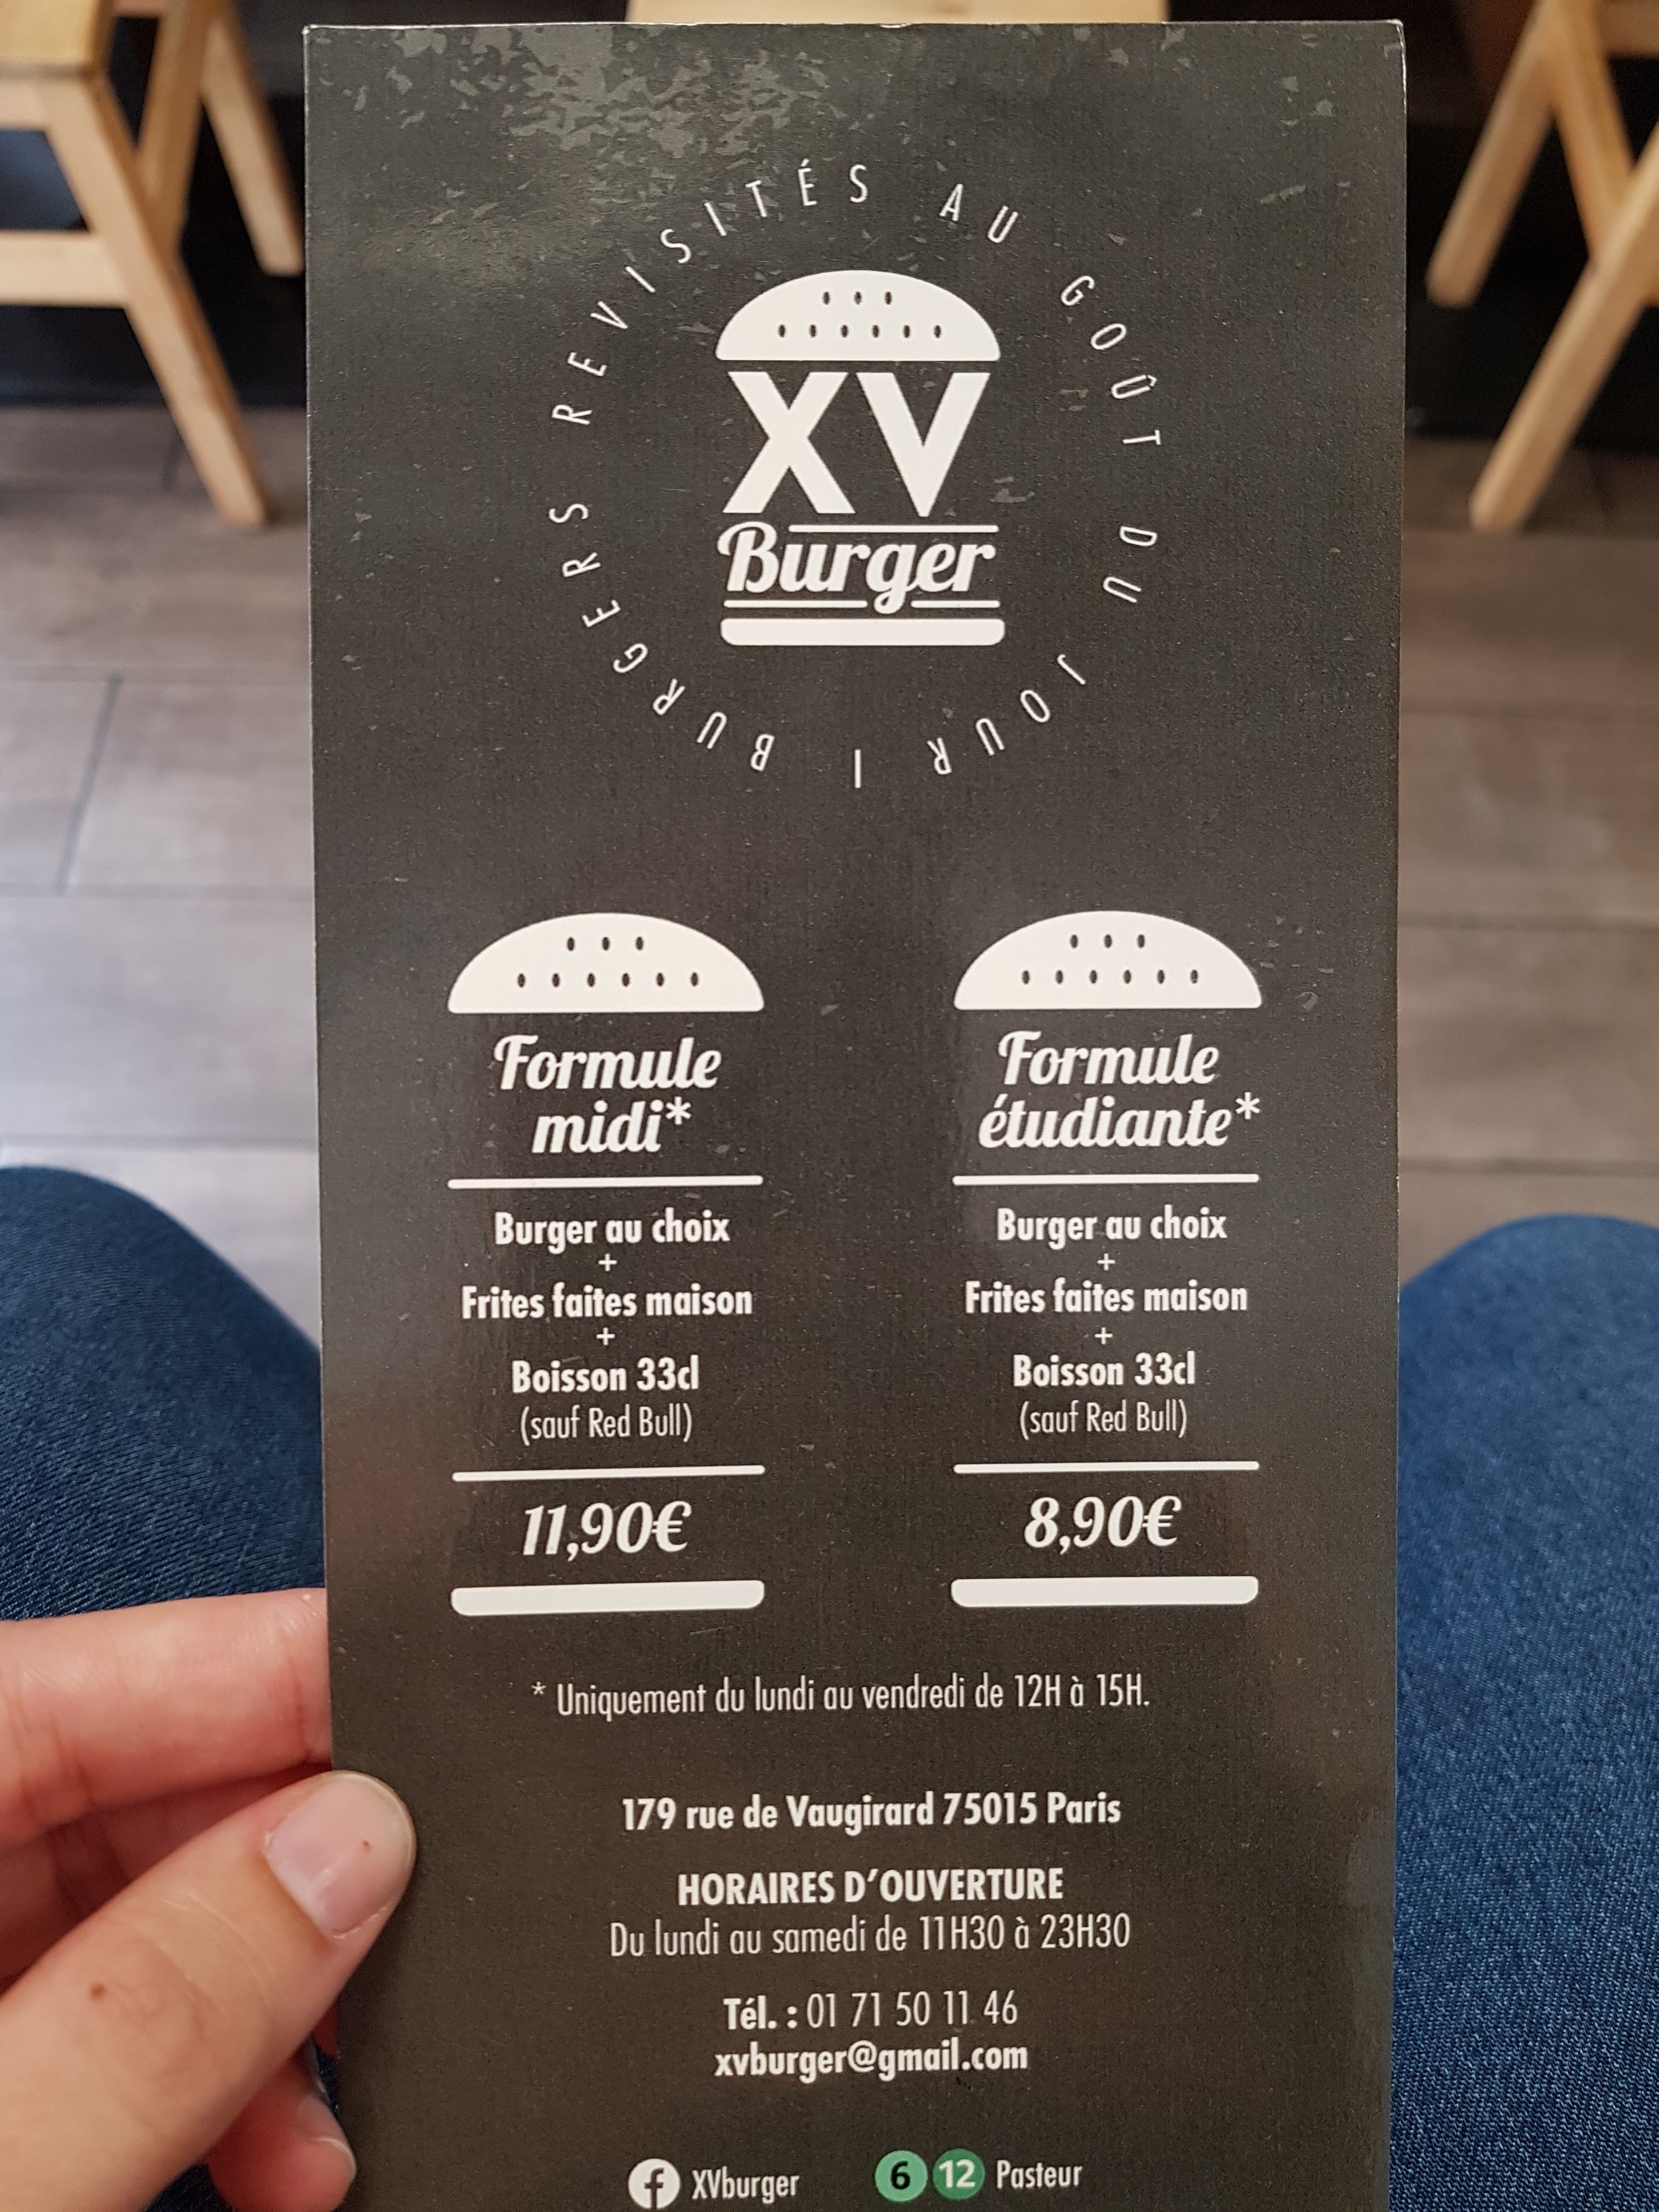 BURGERS REVISITÉS AU GOÛT DU JOUR |
XV
Burger
Formule
midi*
Burger au choix
+
Frites faites maison
+
Boisson 33cl
(sauf Red Bull)
11,90€
Formule
étudiante*
Burger au choix
+
Frites faites maison
+
Boisson 33cl
(sauf Red Bull)
8,90€
* Uniquement du lundi au vendredi de 12H à 15H.
179 rue de Vaugirard 75015 Paris
HORAIRES D'OUVERTURE
Du lundi au samedi de 11H30 à 23H30
Tél. : 01 71 50 11 46
xvburger@gmail.com
f XVburger 6 12 Pasteur